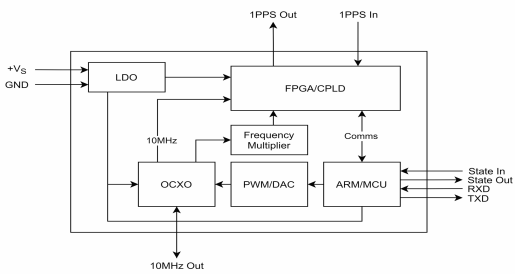 1PPS Out
1PPS In
+VS
GND
LDO
FPGA/CPLD
10MHz
Frequency
Multiplier
Comms
OCXO
PWM/DAC
ARM/MCU
State In
State Out
RXD
TXD
10MHz Out